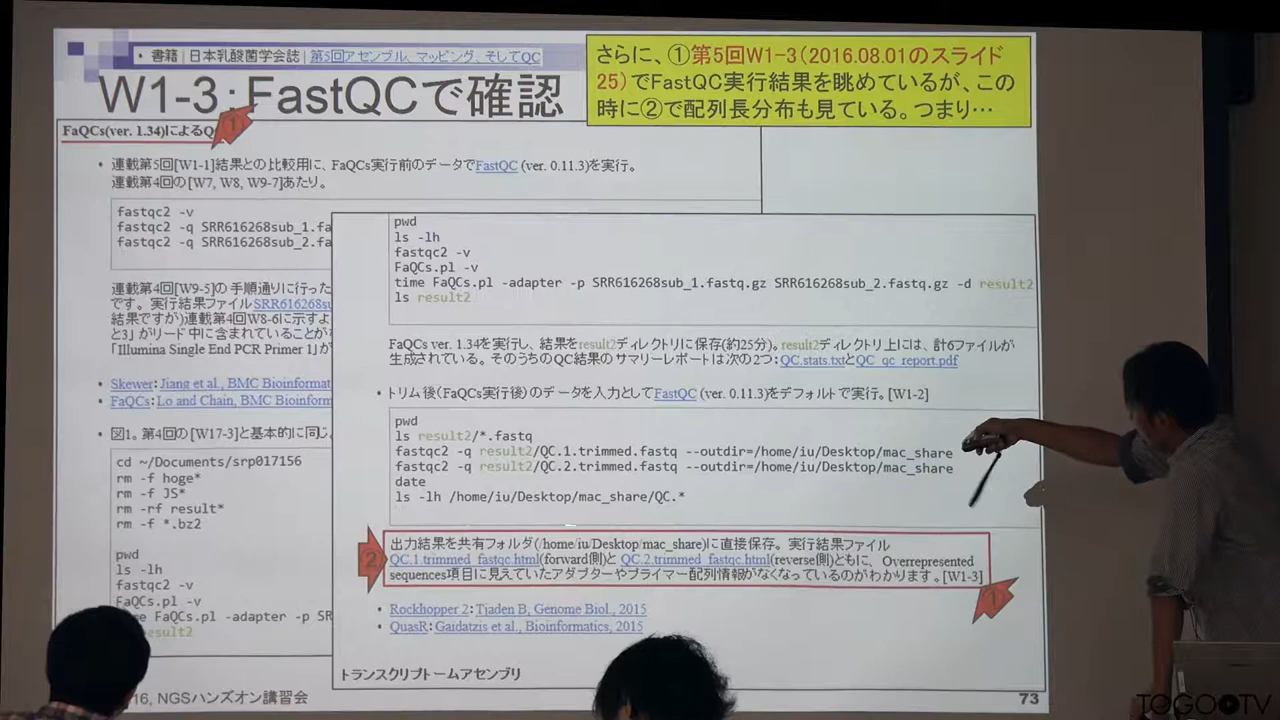 書籍 | 日本乳酸菌学会誌 | 第5回アセンブル、マッピング、そしてQC
W1-3:FastQCで確認
さらに、①第5回W1-3(2016.08.01のスライド
25)でFastQC実行結果を眺めているが、この
時に②で配列長分布も見ている。つまり…
FaQCs(ver. 1.34)によるQ
①
• 連載第5回[W1-1]結果との比較用に、FaQCs実行前のデータでFastQC (ver. 0.11.3)を実行。
連載第4回の[W7, W8, W9-7]あたり。
fastqc2 -v
fastqc2 -q SRR616268sub_1.fa
fastqc2 -q SRR616268sub_2.fa
連載第4回[W9-5]の手順通りに行った
です。実行結果ファイルSRR616268su
結果ですが)連載第4回W8-6に示すよ
と3」がリード中に含まれていることが
「Illumina Single End PCR Primer 1」が
• Skewer: Jiang et al., BMC Bioinformat
• FaQCs: Lo and Chain, BMC Bioinform
• 図1。第4回の[W17-3]と基本的に同じ
cd ~/Documents/srp017156
rm -f hoge*
rm -f JS*
rm -rf result*
rm -f *.bz2
pwd
ls -lh
fastqc2 -v
FaQCs.pl -v
e FaQCs.pl -adapter -p SR
result2
pwd
ls -lh
fastqc2 -v
FaQCs.pl -v
time FaQCs.pl -adapter -p SRR616268sub_1.fastq.gz SRR616268sub_2.fastq.gz -d result2
ls result2
FaQCs ver. 1.34を実行し、結果をresult2ディレクトリに保存(約25分)。result2ディレクトリ上には、計6ファイルが
生成されている。そのうちのQC結果のサマリーレポートは次の2つ:QC.stats.txtとQC_qc_report.pdf
• トリム後(FaQCs実行後)のデータを入力としてFastQC (ver. 0.11.3)をデフォルトで実行。[W1-2]
pwd
ls result2/*.fastq
fastqc2 -q result2/QC.1.trimmed.fastq --outdir=/home/iu/Desktop/mac_share
fastqc2 -q result2/QC.2.trimmed.fastq --outdir=/home/iu/Desktop/mac_share
date
ls -lh /home/iu/Desktop/mac_share/QC.*
②
出力結果を共有フォルダ(/home/iu/Desktop/mac_share)に直接保存。実行結果ファイル
QC.1.trimmed_fastqc.html(forward側)と QC.2.trimmed_fastqc.html(reverse側)ともに、Overrepresented
sequences項目に見えていたアダプターやプライマー配列情報がなくなっているのがわかります。[W1-3]
①
• Rockhopper 2: Tjaden B, Genome Biol., 2015
• QuasR: Gaidatzis et al., Bioinformatics, 2015
トランスクリプトームアセンブリ
16, NGSハンズオン講習会
73
TOGOTV